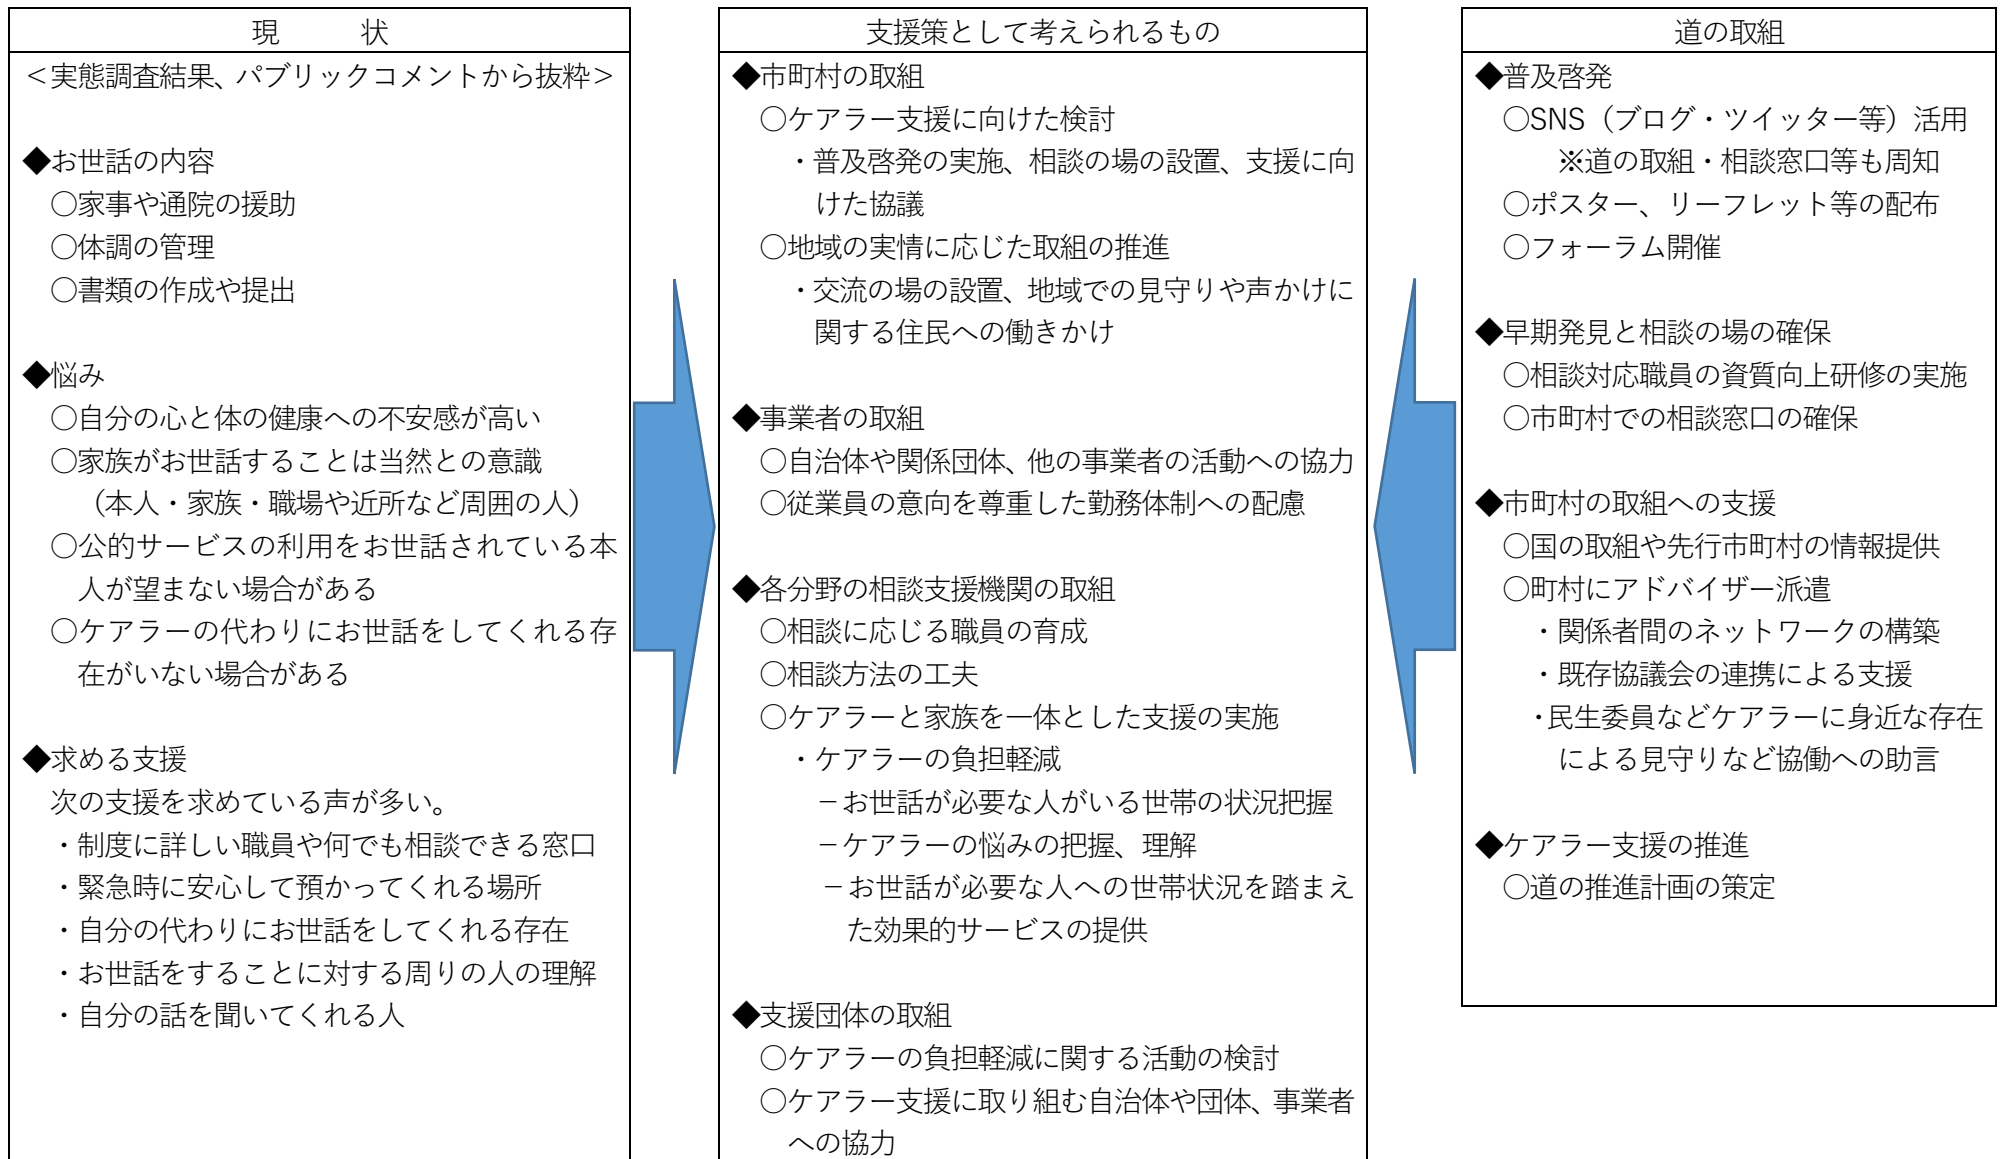 現　　　状
＜実態調査結果、パブリックコメントから抜粋＞
◆お世話の内容
○家事や通院の援助
○体調の管理
○書類の作成や提出
◆悩み
○自分の心と体の健康への不安感が高い
○家族がお世話することは当然との意識
（本人・家族・職場や近所など周囲の人）
○公的サービスの利用をお世話されている本
人が望まない場合がある
○ケアラーの代わりにお世話をしてくれる存
在がいない場合がある
◆求める支援
次の支援を求めている声が多い。
・制度に詳しい職員や何でも相談できる窓口
・緊急時に安心して預かってくれる場所
・自分の代わりにお世話をしてくれる存在
・お世話をすることに対する周りの人の理解
・自分の話を聞いてくれる人
支援策として考えられるもの
◆市町村の取組
○ケアラー支援に向けた検討
・普及啓発の実施、相談の場の設置、支援に向
けた協議
○地域の実情に応じた取組の推進
・交流の場の設置、地域での見守りや声かけに
関する住民への働きかけ
◆事業者の取組
○自治体や関係団体、他の事業者の活動への協力
○従業員の意向を尊重した勤務体制への配慮
◆各分野の相談支援機関の取組
○相談に応じる職員の育成
○相談方法の工夫
○ケアラーと家族を一体とした支援の実施
・ケアラーの負担軽減
－お世話が必要な人がいる世帯の状況把握
－ケアラーの悩みの把握、理解
－お世話が必要な人への世帯状況を踏まえ
た効果的サービスの提供
◆支援団体の取組
○ケアラーの負担軽減に関する活動の検討
○ケアラー支援に取り組む自治体や団体、事業者
への協力
道の取組
◆普及啓発
○SNS（ブログ・ツイッター等）活用
※道の取組・相談窓口等も周知
○ポスター、リーフレット等の配布
○フォーラム開催
◆早期発見と相談の場の確保
○相談対応職員の資質向上研修の実施
○市町村での相談窓口の確保
◆市町村の取組への支援
○国の取組や先行市町村の情報提供
○町村にアドバイザー派遣
・関係者間のネットワークの構築
・既存協議会の連携による支援
・民生委員などケアラーに身近な存在
による見守りなど協働への助言
◆ケアラー支援の推進
○道の推進計画の策定